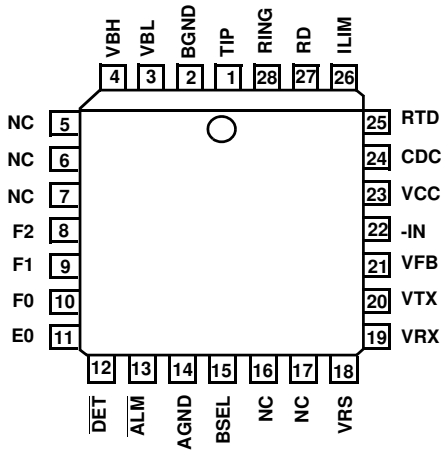 VBH VBL BGND TIP RING RD ILIM
4 3 2 1 28 27 26
NC 5
NC 6
NC 7
F2 8
F1 9
F0 10
E0 11
25 RTD
24 CDC
23 VCC
22 -IN
21 VFB
20 VTX
19 VRX
12 13 14 15 16 17 18
DET ALM AGND BSEL NC NC VRS